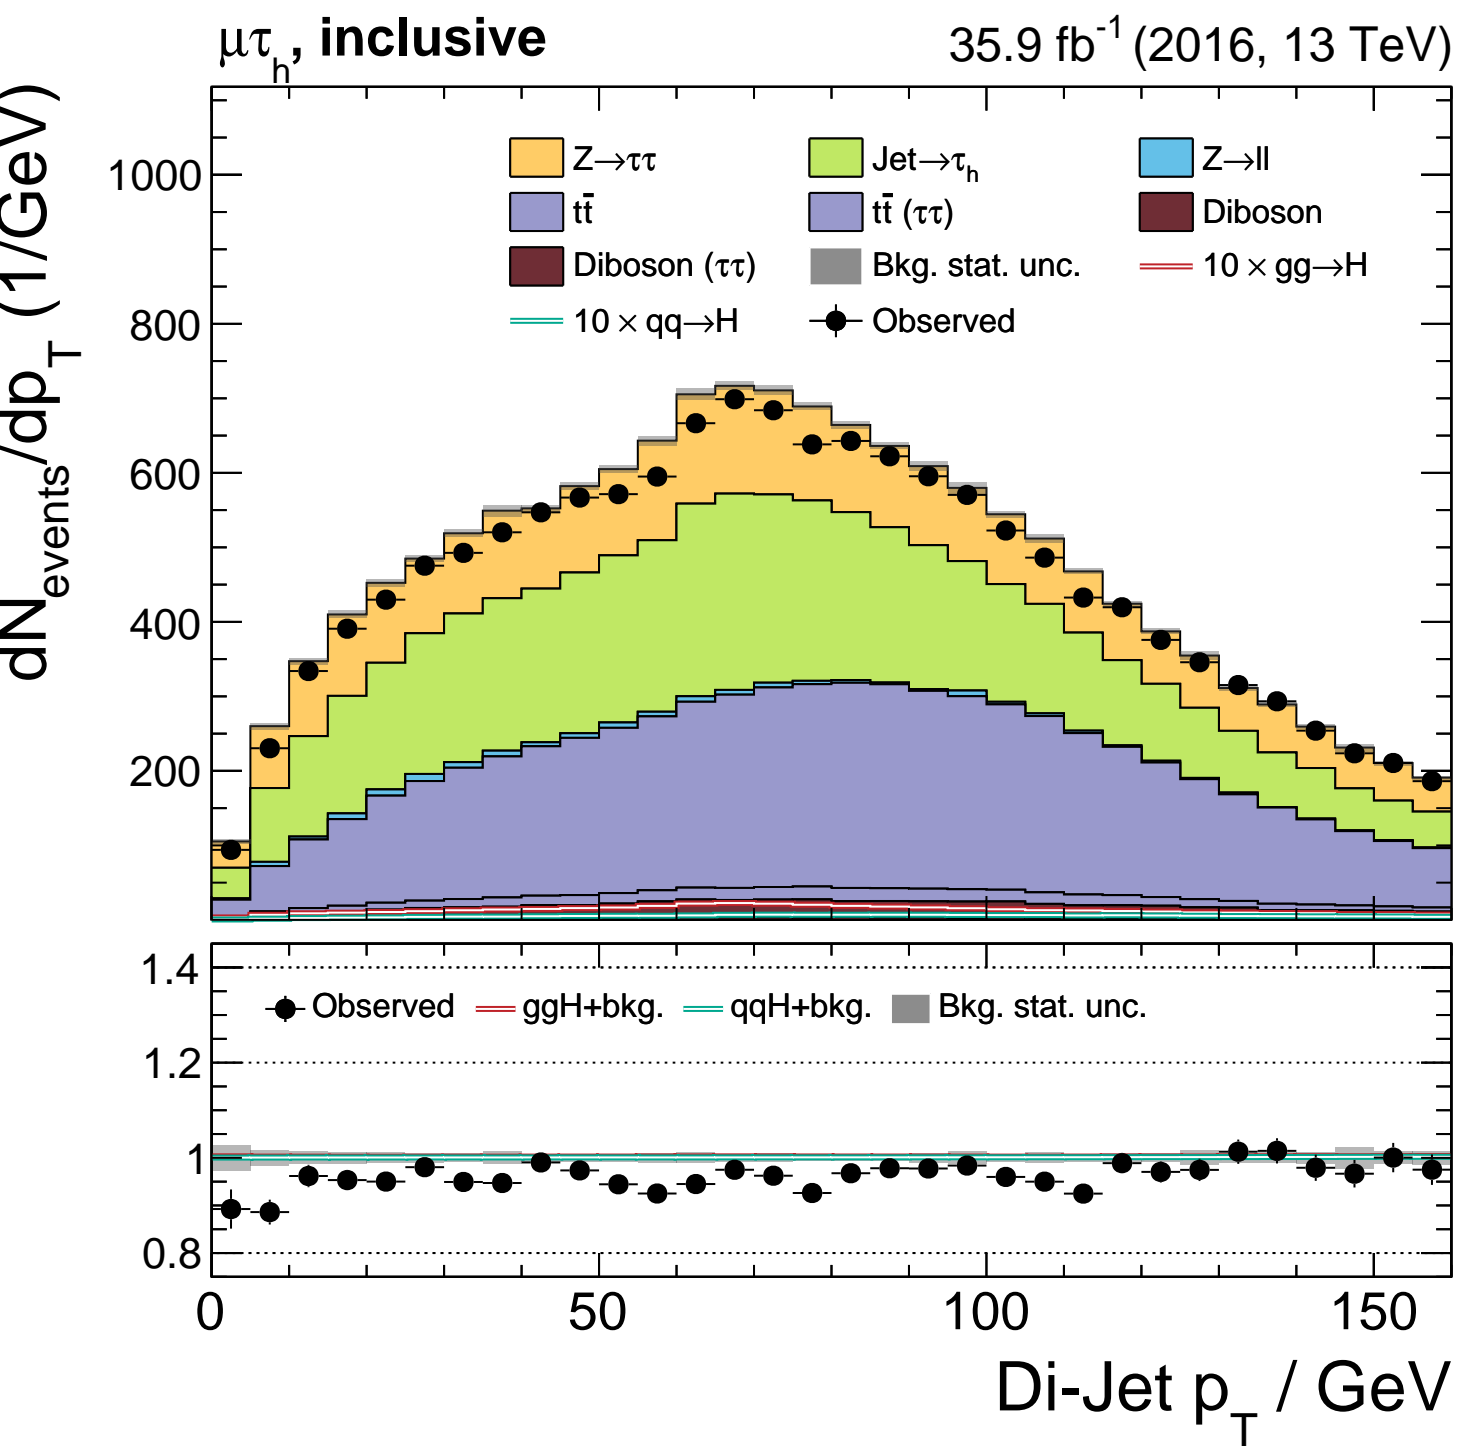 μτh, inclusive
35.9 fb-1 (2016, 13 TeV)
dNevents/dpT (1/GeV)
Z→ττ
Jet→τh
Z→ll
tt̄
tt̄ (ττ)
Diboson
Diboson (ττ)
Bkg. stat. unc.
10 × gg→H
10 × qq→H
Observed
1000
800
600
400
200
Observed
ggH+bkg.
qqH+bkg.
Bkg. stat. unc.
1.4
1.2
1
0.8
0
50
100
150
Di-Jet pT / GeV